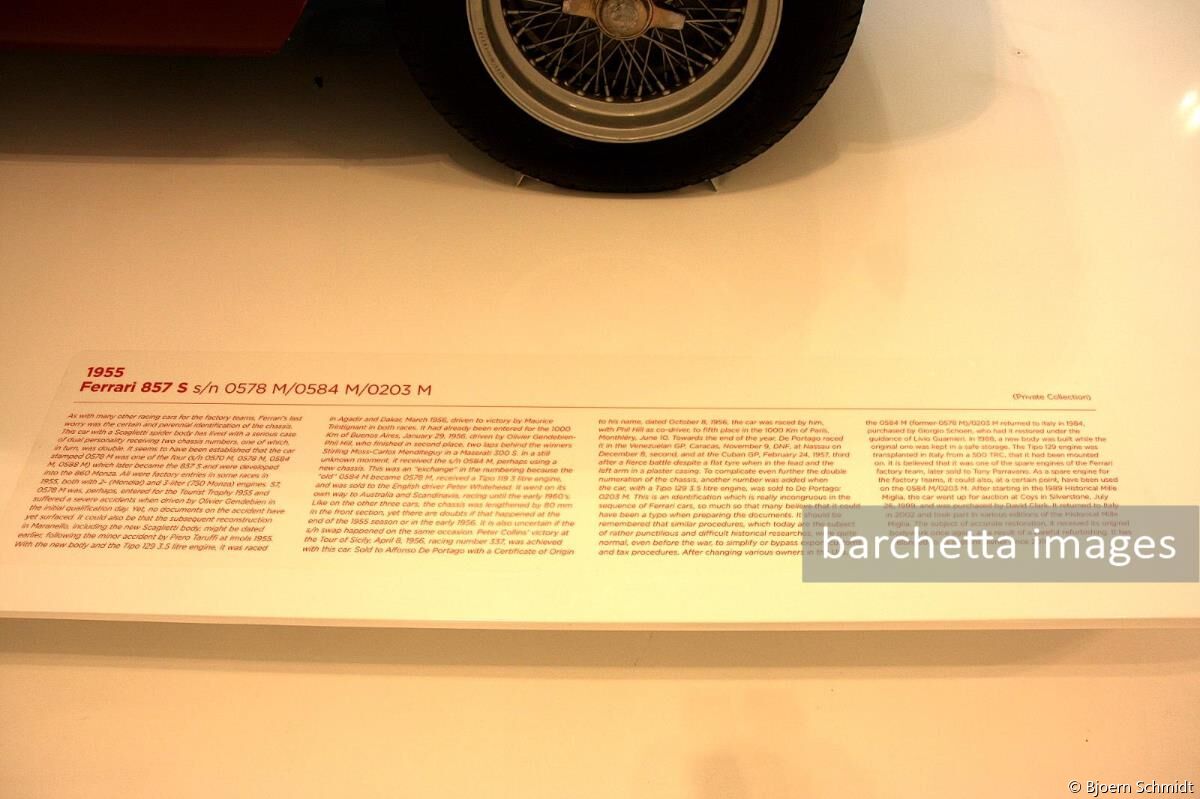 1955
Ferrari 857 S s/n 0578 M/0584 M/0203 M
(Private Collection)
As with many other racing cars for the factory teams, Ferrari's last
worry was the certain and perennial identification of the chassis.
This car with a Scaglietti spider body has lived with a serious case
of dual personality receiving two chassis numbers, one of which,
in turn, was double. It seems to have been established that the car
stamped 0578 M was one of the four (s/n 0570 M, 0578 M, 0584
M, 0588 M) which later became the 857 S and were developed
into the 860 Monza. All were factory entries in some races in
1955, both with 2- (Mondial) and 3-liter (750 Monza) engines. S?,
0578 M was, perhaps, entered for the Tourist Trophy 1955 and
suffered a severe accidents when driven by Olivier Gendebien in
the initial qualification day. Yet, no documents on the accident have
yet surfaced. It could also be that the subsequent reconstruction
in Maranello, including the new Scaglietti body, might be dated
earlier, following the minor accident by Piero Taruffi at Imola 1955.
With the new body and the Tipo 129 3.5 litre engine, it was raced
in Agadir and Dakar, March 1956, driven to victory by Maurice
Trintignant in both races. It had already been entered for the 1000
Km of Buenos Aires, January 29, 1956, driven by Olivier Gendebien-
Phil Hill, who finished in second place, two laps behind the winners
Stirling Moss-Carlos Menditeguy in a Maserati 300 S. In a still
unknown moment, it received the s/n 0584 M, perhaps using a
new chassis. This was an "exchange" in the numbering because the
"old" 0584 M became 0578 M, received a Tipo 119 3 litre engine,
and was sold to the English driver Peter Whitehead. It went on its
own way to Australia and Scandinavia, racing until the early 1960's.
Like on the other three cars, the chassis was lengthened by 80 mm
in the front section, yet there are doubts if that happened at the
end of the 1955 season or in the early 1956. It is also uncertain if the
s/n swap happened on the same occasion. Peter Collins' victory at
the Tour of Sicily, April 8, 1956, racing number 337, was achieved
with this car. Sold to Alfonso De Portago with a Certificate of Origin
to his name, dated October 8, 1956, the car was raced by him,
with Phil Hill as co-driver, to fifth place in the 1000 Km of Paris,
Monthléry, June 10. Towards the end of the year, De Portago raced
it in the Venezuelan GP, Caracas, November 9, DNF, at Nassau on
December 8, second, and at the Cuban GP, February 24, 1957, third
after a fierce battle despite a flat tyre when in the lead and the
left arm in a plaster casing. To complicate even further the double
numeration of the chassis, another number was added when
the car, with a Tipo 129 3.5 litre engine, was sold to De Portago:
0203 M. This is an identification which is really incongruous in the
sequence of Ferrari cars, so much so that many believe that it could
have been a typo when preparing the documents. It should be
remembered that similar procedures, which today are the subject
of rather punctilious and difficult historical researches, were quite
normal, even before the war, to simplify or bypass export
and tax procedures. After changing various owners in the
the 0584 M (former-0578 M)/0203 M returned to Italy in 1984,
purchased by Giorgio Schoen, who had it restored under the
guidance of Livio Guarnieri. In 1986, a new body was built while the
original one was kept in a safe storage. The Tipo 129 engine was
transplanted in Italy from a 500 TRC, that it had been mounted
on. It is believed that it was one of the spare engines of the Ferrari
factory team, later sold to Tony Parravano. As a spare engine for
the factory teams, it could also, at a certain point, have been used
on the 0584 M/0203 M. After starting in the 1989 Historical Mille
Miglia, the car went up for auction at Coys in Silverstone, July
26, 1999, and was purchased by David Clark. It returned to Italy
in 2002 and took part in various editions of the Historical Mille
Miglia. The subject of accurate restoration, it received its original
bodywork once again
barchetta images
© Bjoern Schmidt